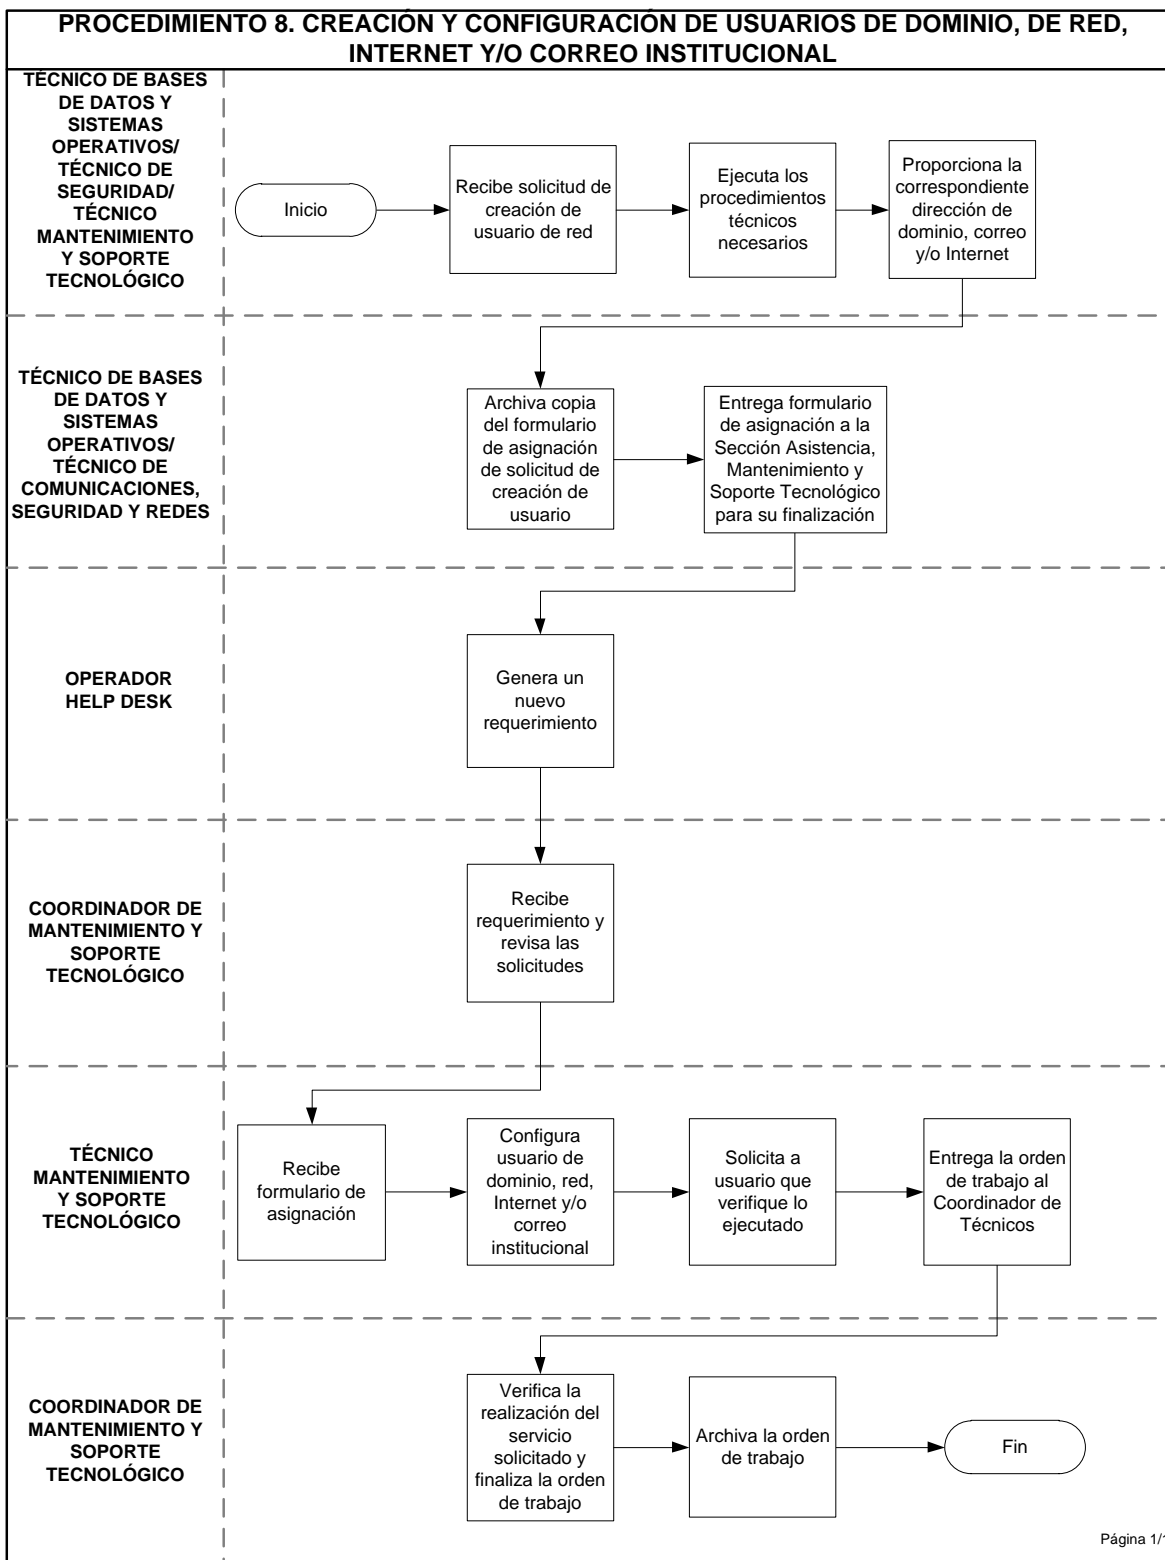 PROCEDIMIENTO 8. CREACIÓN Y CONFIGURACIÓN DE USUARIOS DE DOMINIO, DE RED,
INTERNET Y/O CORREO INSTITUCIONAL
TÉCNICO DE BASES
DE DATOS Y
SISTEMAS
OPERATIVOS/
TÉCNICO DE
SEGURIDAD/
TÉCNICO
MANTENIMIENTO
Y SOPORTE
TECNOLÓGICO
Inicio
Recibe solicitud de
creación de
usuario de red
Ejecuta los
procedimientos
técnicos
necesarios
Proporciona la
correspondiente
dirección de
dominio, correo
y/o Internet
TÉCNICO DE BASES
DE DATOS Y
SISTEMAS
OPERATIVOS/
TÉCNICO DE
COMUNICACIONES,
SEGURIDAD Y REDES
Archiva copia
del formulario
de asignación
de solicitud de
creación de
usuario
Entrega formulario
de asignación a la
Sección Asistencia,
Mantenimiento y
Soporte Tecnológico
para su finalización
OPERADOR
HELP DESK
Genera un
nuevo
requerimiento
COORDINADOR DE
MANTENIMIENTO Y
SOPORTE
TECNOLÓGICO
Recibe
requerimiento y
revisa las
solicitudes
TÉCNICO
MANTENIMIENTO
Y SOPORTE
TECNOLÓGICO
Recibe
formulario de
asignación
Configura
usuario de
dominio, red,
Internet y/o
correo
institucional
Solicita a
usuario que
verifique lo
ejecutado
Entrega la orden
de trabajo al
Coordinador de
Técnicos
COORDINADOR DE
MANTENIMIENTO Y
SOPORTE
TECNOLÓGICO
Verifica la
realización del
servicio
solicitado y
finaliza la orden
de trabajo
Archiva la orden
de trabajo
Fin
Página 1/1